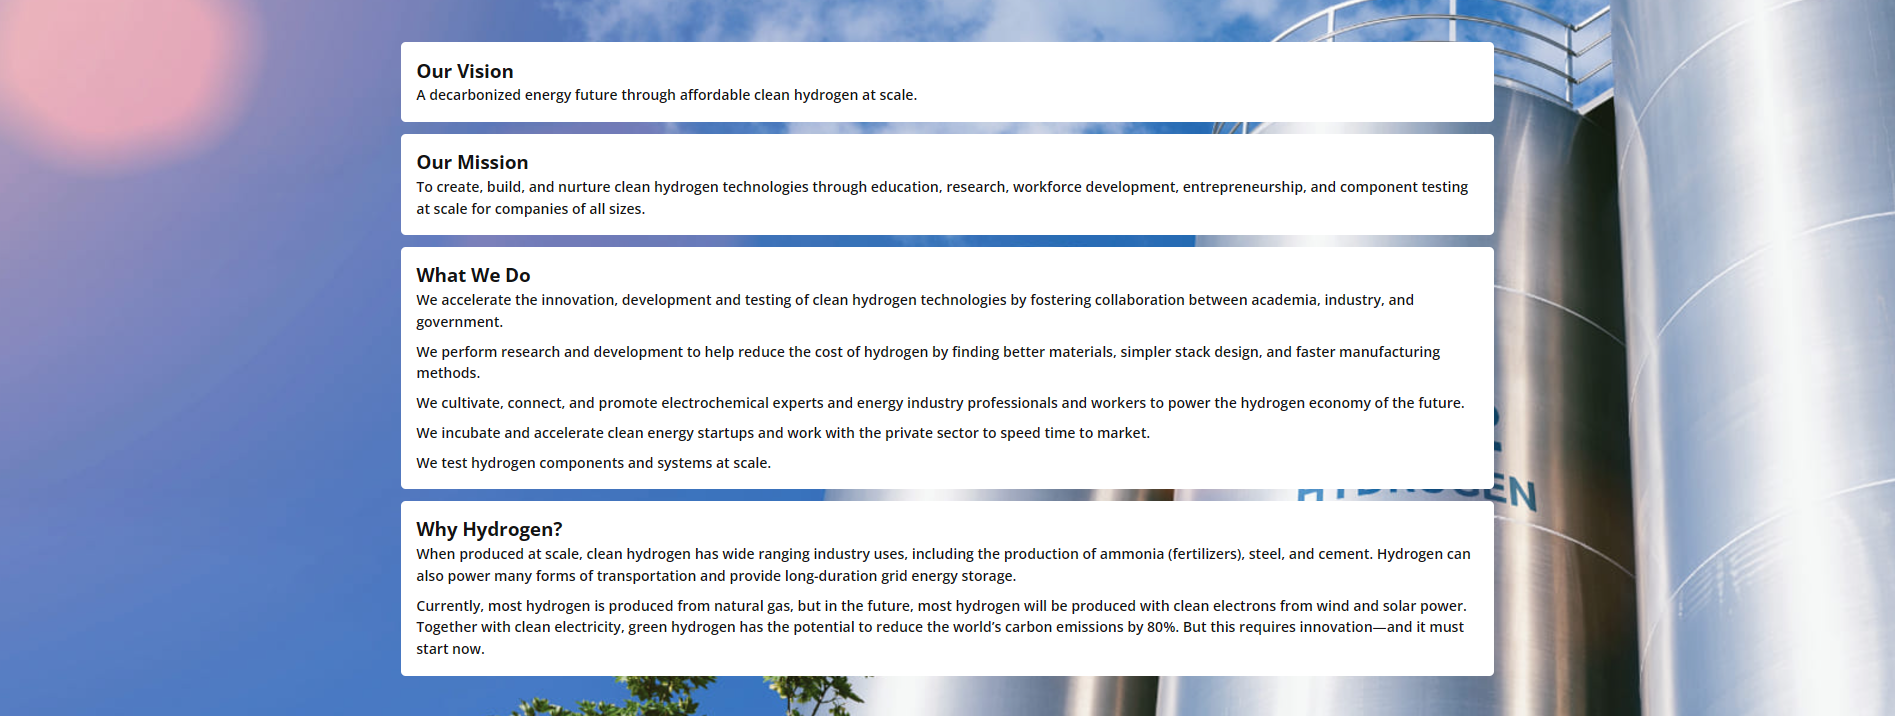 Our Vision
A decarbonized energy future through affordable clean hydrogen at scale.
Our Mission
To create, build, and nurture clean hydrogen technologies through education, research, workforce development, entrepreneurship, and component testing
at scale for companies of all sizes.
What We Do
We accelerate the innovation, development and testing of clean hydrogen technologies by fostering collaboration between academia, industry, and
government.
We perform research and development to help reduce the cost of hydrogen by finding better materials, simpler stack design, and faster manufacturing
methods.
We cultivate, connect, and promote electrochemical experts and energy industry professionals and workers to power the hydrogen economy of the future.
We incubate and accelerate clean energy startups and work with the private sector to speed time to market.
We test hydrogen components and systems at scale.
Why Hydrogen?
When produced at scale, clean hydrogen has wide ranging industry uses, including the production of ammonia (fertilizers), steel, and cement. Hydrogen can
also power many forms of transportation and provide long-duration grid energy storage.
Currently, most hydrogen is produced from natural gas, but in the future, most hydrogen will be produced with clean electrons from wind and solar power.
Together with clean electricity, green hydrogen has the potential to reduce the world’s carbon emissions by 80%. But this requires innovation—and it must
start now.